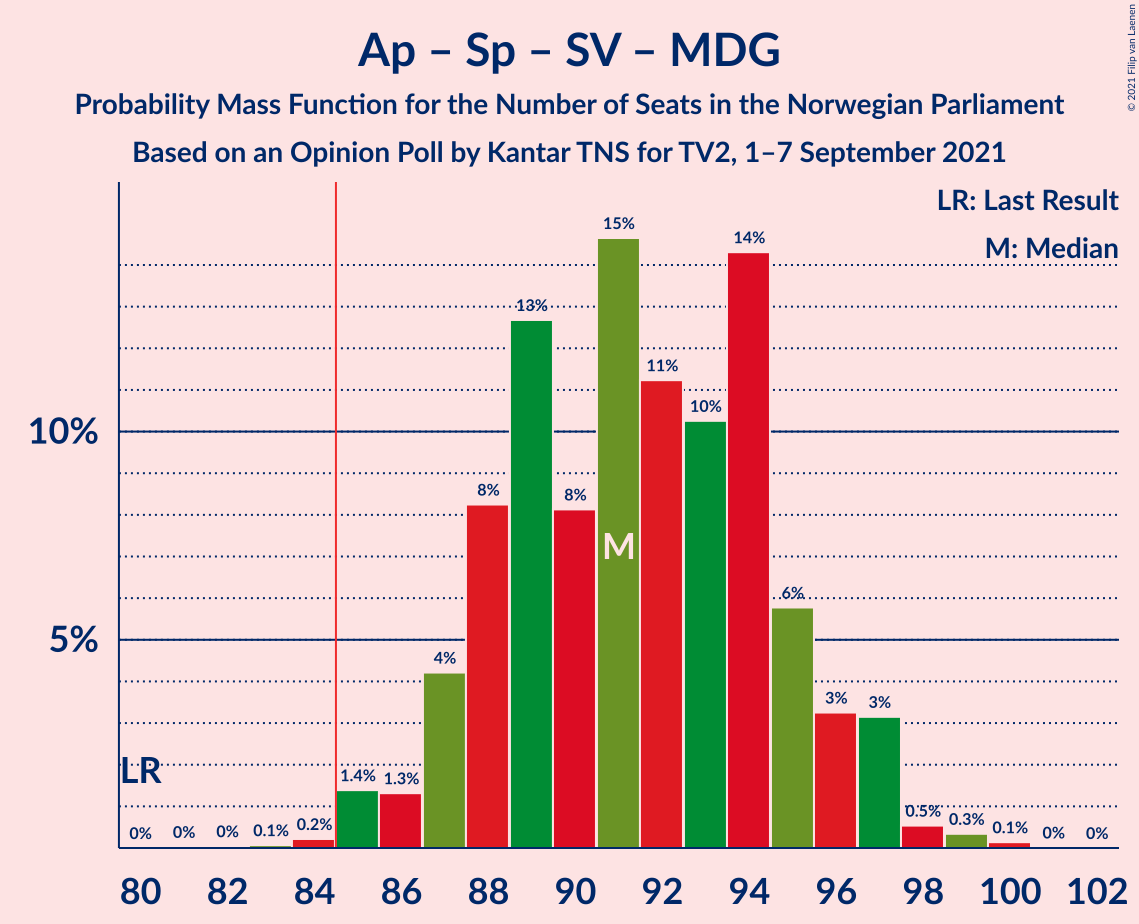 © 2021 Filip van Laenen
Ap – Sp – SV – MDG
Probability Mass Function for the Number of Seats in the Norwegian Parliament
Based on an Opinion Poll by Kantar TNS for TV2, 1–7 September 2021
LR: Last Result
M: Median
10%
5%
LR
M
0%
0%
0%
0.1%
0.2%
1.4%
1.3%
4%
8%
13%
8%
15%
11%
10%
14%
6%
3%
3%
0.5%
0.3%
0.1%
0%
0%
80 82 84 86 88 90 92 94 96 98 100 102